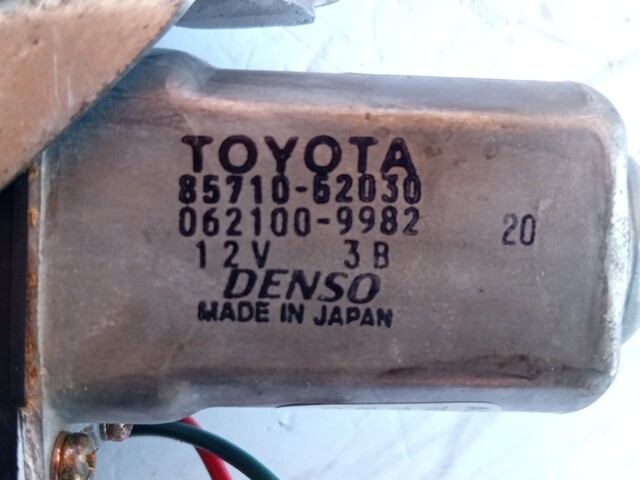 TOYOTA
85710-62030
062100-9982
20
12V 3B
DENSO
MADE IN JAPAN